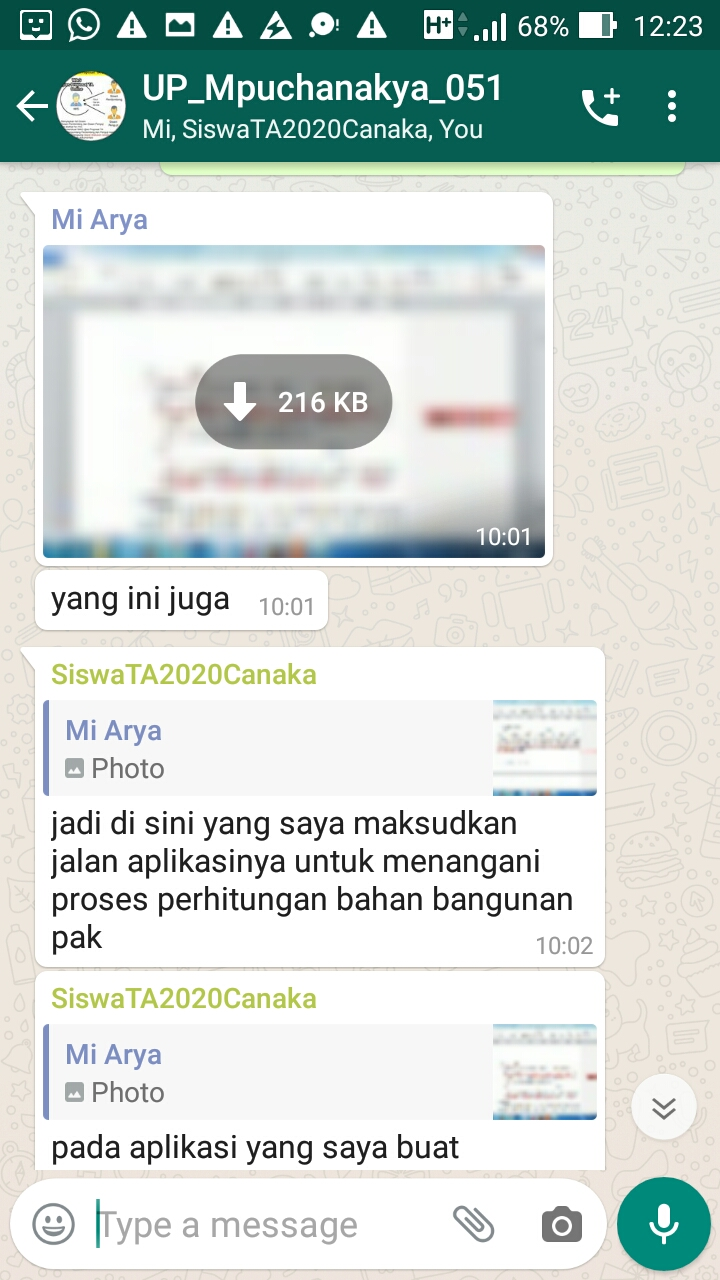 68% 12:23
UP_Mpuchanakya_051
Mi, SiswaTA2020Canaka, You
Mi Arya
216 KB
10:01
yang ini juga 10:01
SiswaTA2020Canaka
Mi Arya
Photo
jadi di sini yang saya maksudkan
jalan aplikasinya untuk menangani
proses perhitungan bahan bangunan
pak 10:02
SiswaTA2020Canaka
Mi Arya
Photo
pada aplikasi yang saya buat
Type a message